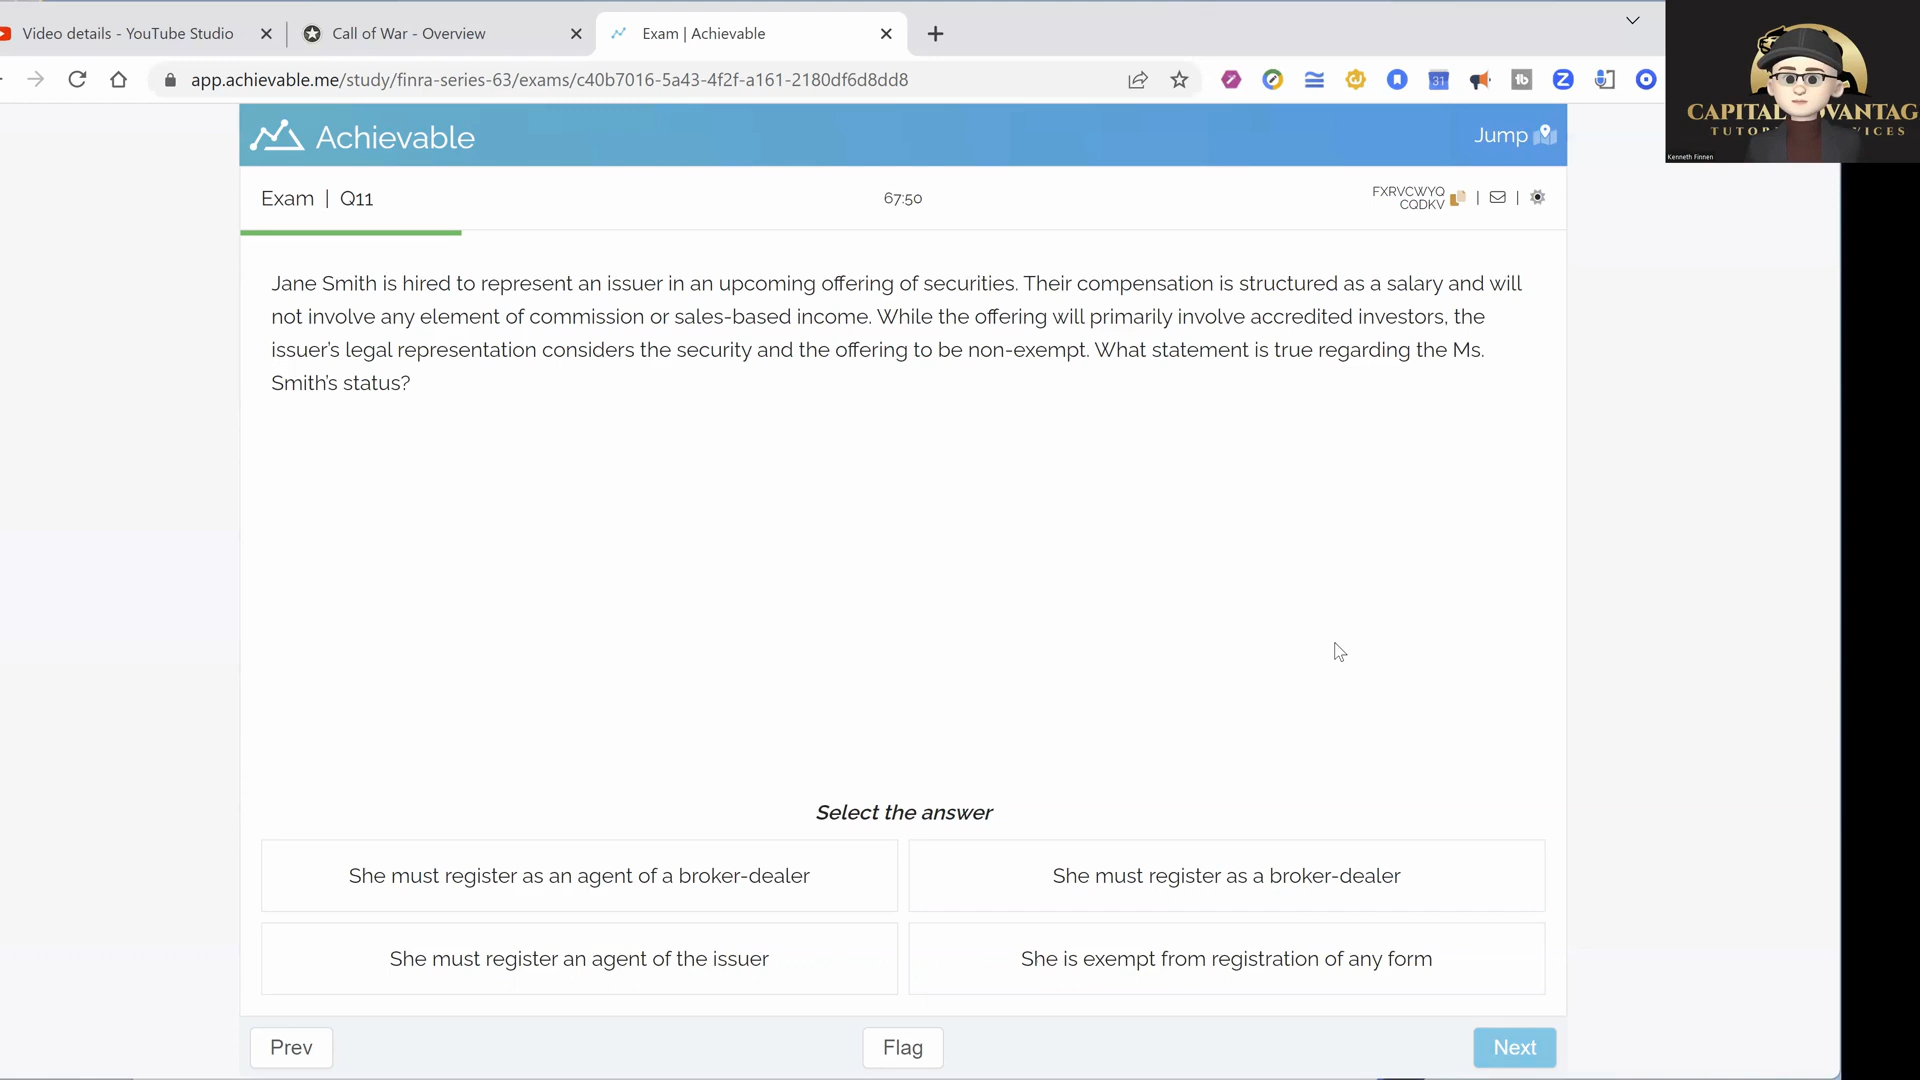 Video details - YouTube Studio
Call of War - Overview
Exam | Achievable
app.achievable.me/study/finra-series-63/exams/c40b7016-5a43-4f2f-a161-2180df6d8dd8
31
tb
Z
Kenneth Finnen
Achievable
Jump
Exam | Q11
67:50
FXRVCWYQ
CQDKV
Jane Smith is hired to represent an issuer in an upcoming offering of securities. Their compensation is structured as a salary and will
not involve any element of commission or sales-based income. While the offering will primarily involve accredited investors, the
issuer's legal representation considers the security and the offering to be non-exempt. What statement is true regarding the Ms.
Smith's status?
Select the answer
She must register as an agent of a broker-dealer
She must register as a broker-dealer
She must register an agent of the issuer
She is exempt from registration of any form
Prev
Flag
Next